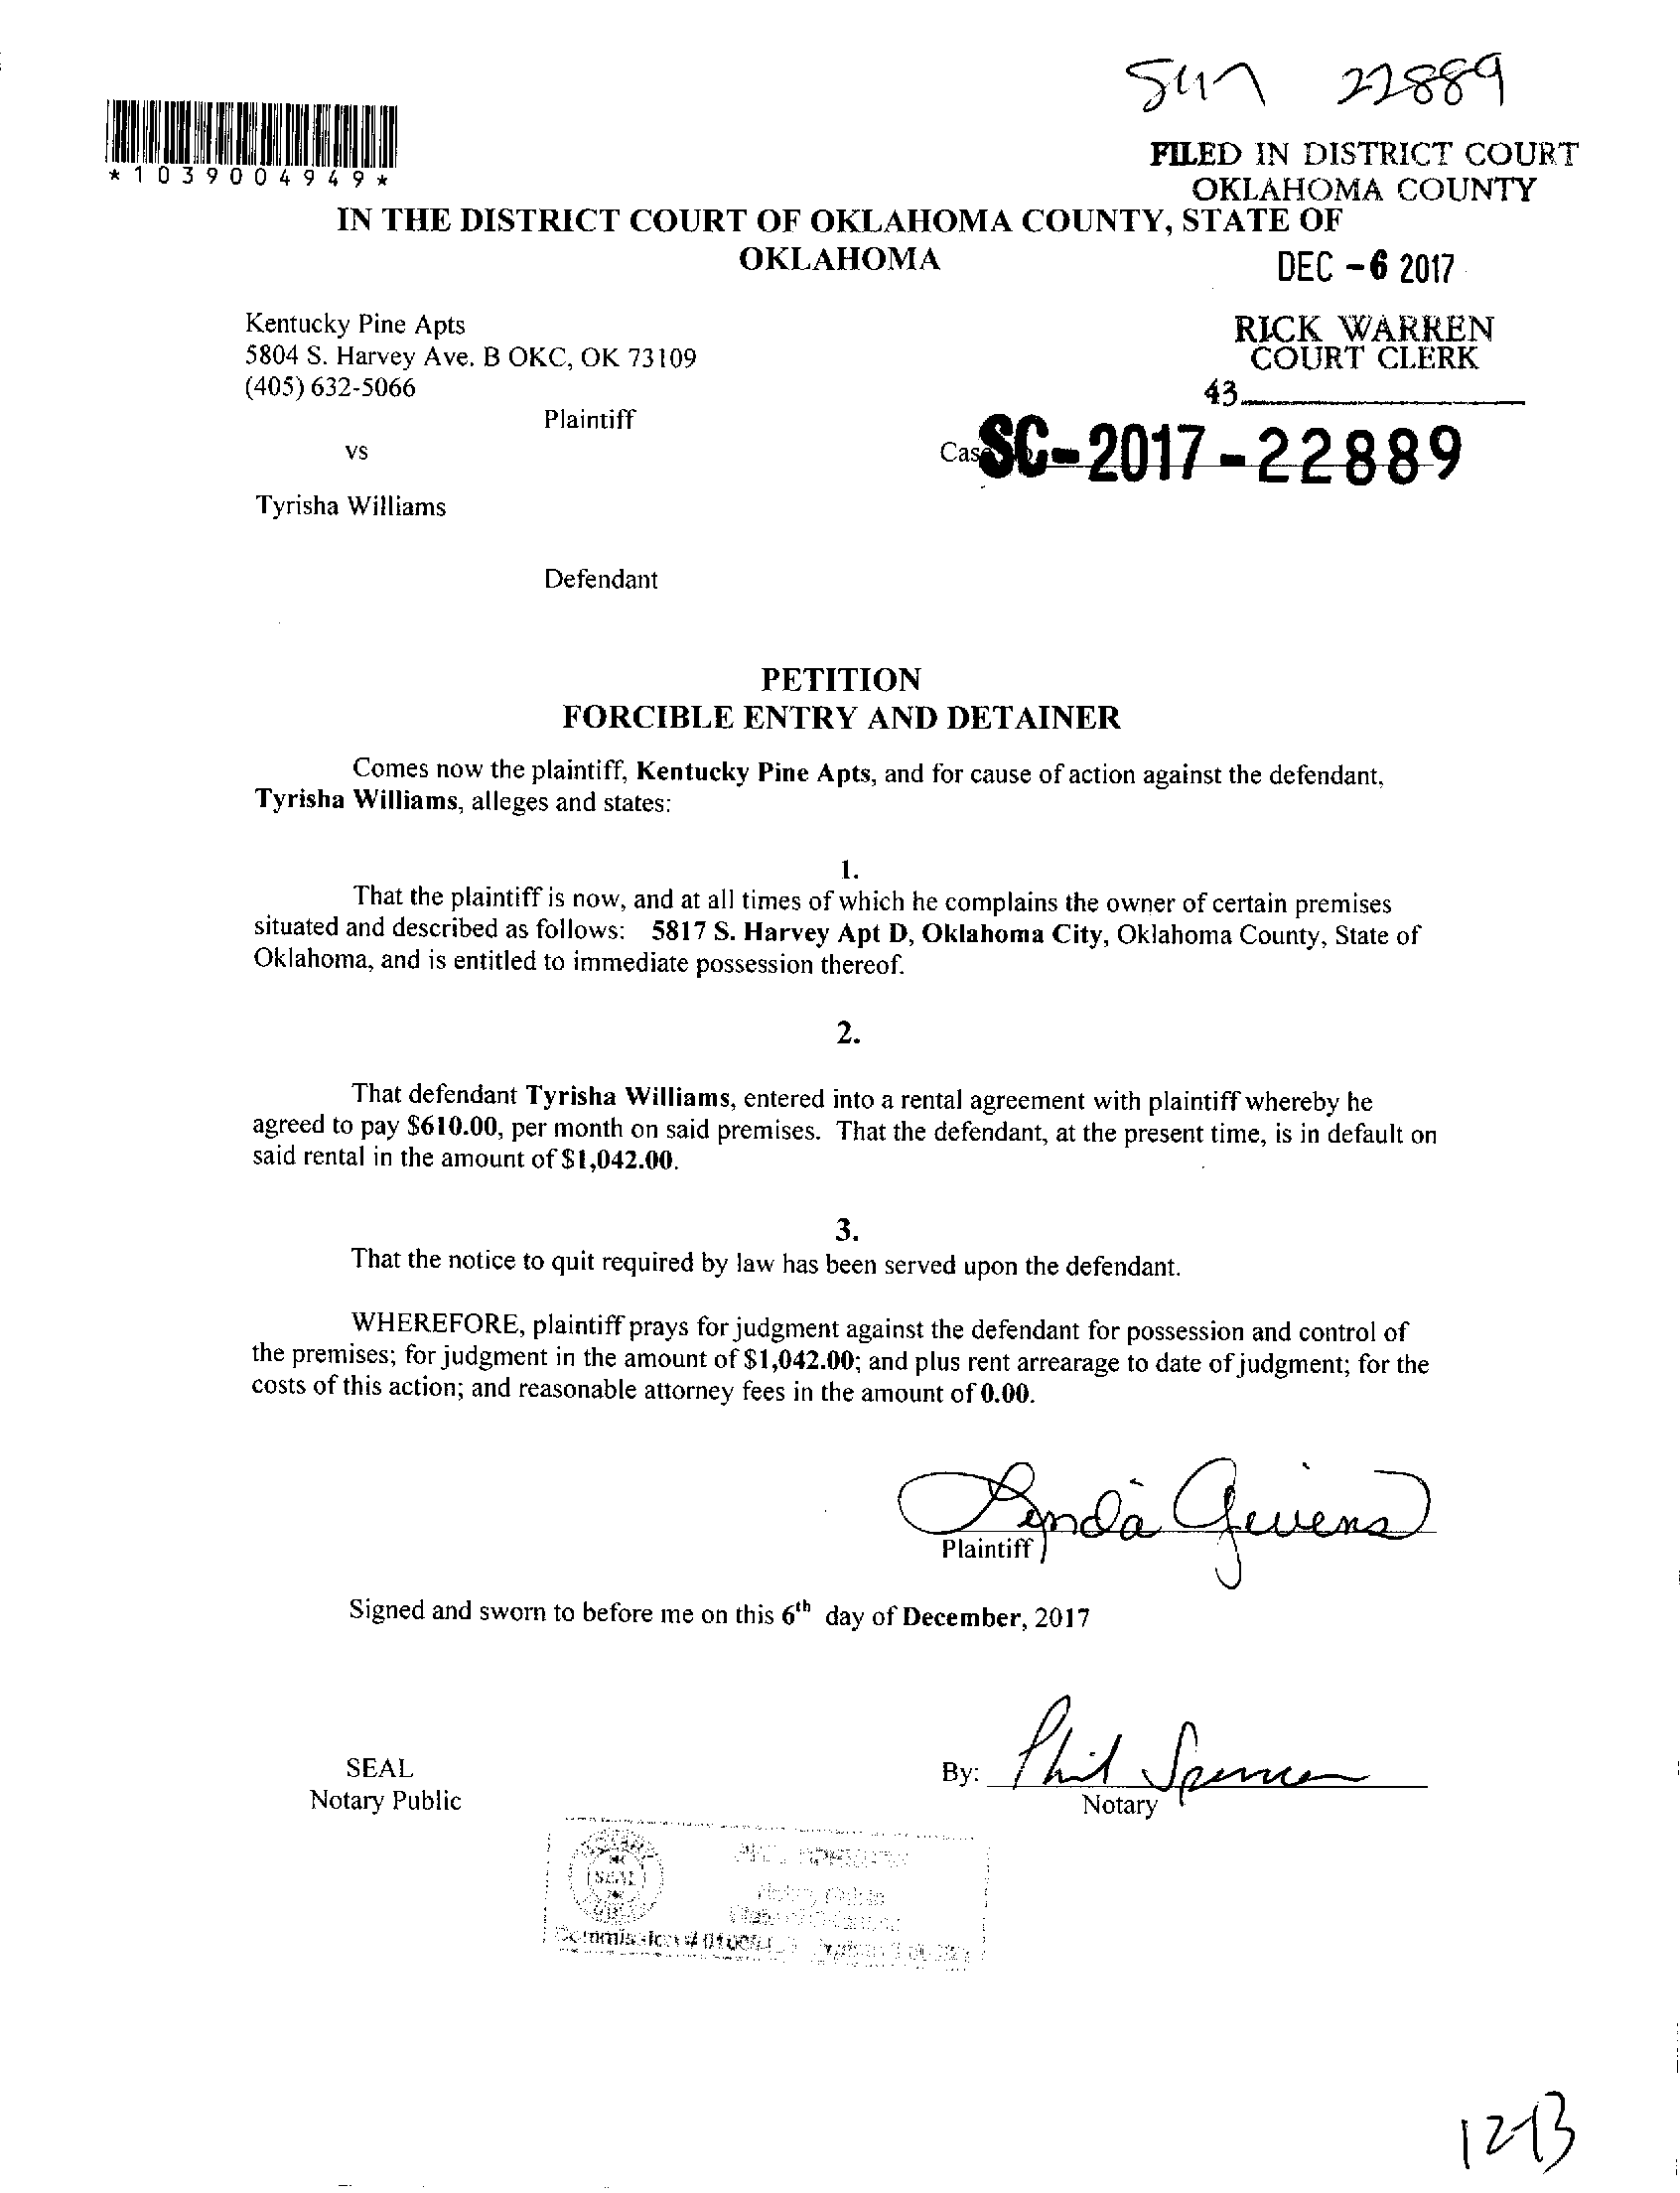 22889
*1039004949*
FILED IN DISTRICT COURT
OKLAHOMA COUNTY
IN THE DISTRICT COURT OF OKLAHOMA COUNTY, STATE OF
OKLAHOMA
DEC -6 2017
Kentucky Pine Apts
5804 S. Harvey Ave. B OKC, OK 73109
(405) 632-5066
RICK WARREN
COURT CLERK
43
Plaintiff
vs
Cas SC-2017-22889
Tyrisha Williams
Defendant
PETITION
FORCIBLE ENTRY AND DETAINER
Comes now the plaintiff, Kentucky Pine Apts, and for cause of action against the defendant,
Tyrisha Williams, alleges and states:
1.
That the plaintiff is now, and at all times of which he complains the owner of certain premises
situated and described as follows: 5817 S. Harvey Apt D, Oklahoma City, Oklahoma County, State of
Oklahoma, and is entitled to immediate possession thereof.
2.
That defendant Tyrisha Williams, entered into a rental agreement with plaintiff whereby he
agreed to pay $610.00, per month on said premises. That the defendant, at the present time, is in default on
said rental in the amount of $1,042.00.
3.
That the notice to quit required by law has been served upon the defendant.
WHEREFORE, plaintiff prays for judgment against the defendant for possession and control of
the premises; for judgment in the amount of $1,042.00; and plus rent arrearage to date of judgment; for the
costs of this action; and reasonable attorney fees in the amount of 0.00.
Lynda Givens
Plaintiff
Signed and sworn to before me on this 6th day of December, 2017
SEAL
Notary Public
By: Phil Spencer
Notary
SEAL
Notary Public
Commission #
12-13